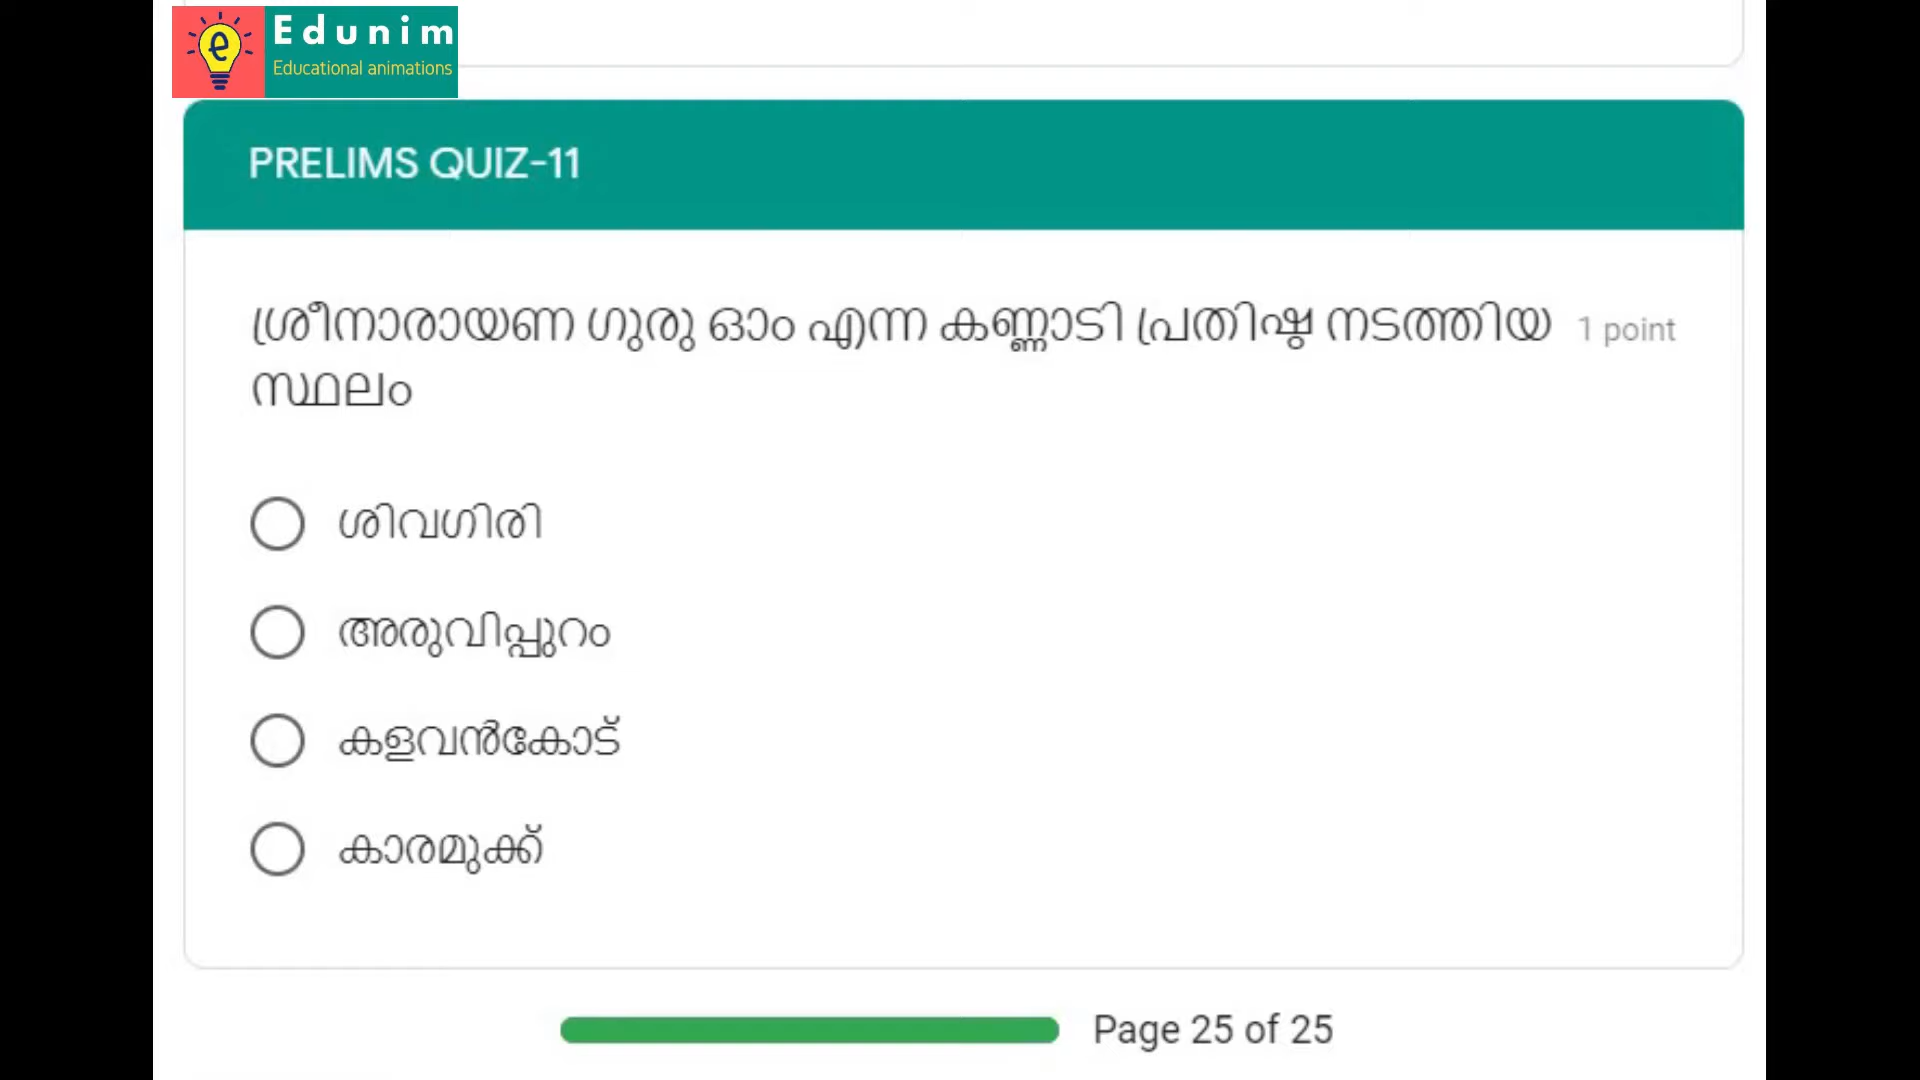 Edunim
Educational animations
PRELIMS QUIZ-11
ശ്രീനാരായണ ഗുരു ഓം എന്ന കണ്ണാടി പ്രതിഷ്ഠ നടത്തിയ 1 point
സ്ഥലം
ശിവഗിരി
അരുവിപ്പുറം
കളവൻകോട്
കാരമുക്ക്
Page 25 of 25